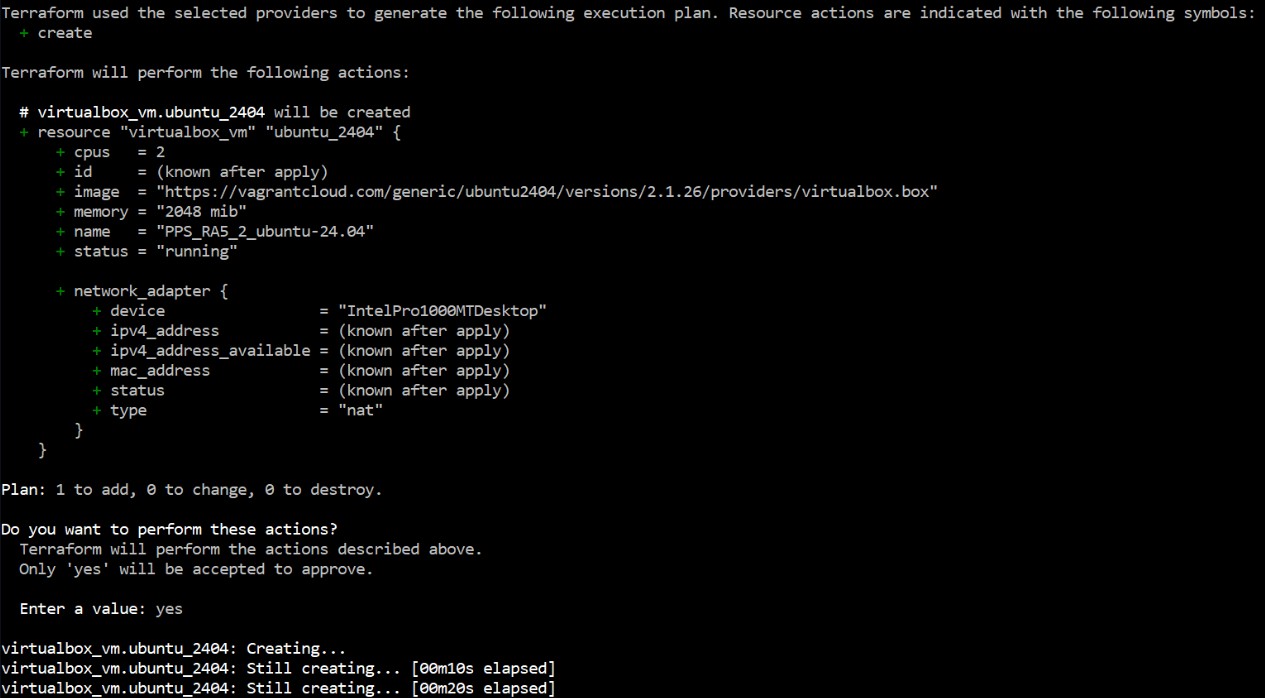 Terraform used the selected providers to generate the following execution plan. Resource actions are indicated with the following symbols:
  + create

Terraform will perform the following actions:

  # virtualbox_vm.ubuntu_2404 will be created
  + resource "virtualbox_vm" "ubuntu_2404" {
      + cpus   = 2
      + id     = (known after apply)
      + image  = "https://vagrantcloud.com/generic/ubuntu2404/versions/2.1.26/providers/virtualbox.box"
      + memory = "2048 mib"
      + name   = "PPS_RA5_2_ubuntu-24.04"
      + status = "running"

      + network_adapter {
          + device                 = "IntelPro1000MTDesktop"
          + ipv4_address           = (known after apply)
          + ipv4_address_available = (known after apply)
          + mac_address            = (known after apply)
          + status                 = (known after apply)
          + type                   = "nat"
        }
    }

Plan: 1 to add, 0 to change, 0 to destroy.

Do you want to perform these actions?
  Terraform will perform the actions described above.
  Only 'yes' will be accepted to approve.

  Enter a value: yes

virtualbox_vm.ubuntu_2404: Creating...
virtualbox_vm.ubuntu_2404: Still creating... [00m10s elapsed]
virtualbox_vm.ubuntu_2404: Still creating... [00m20s elapsed]